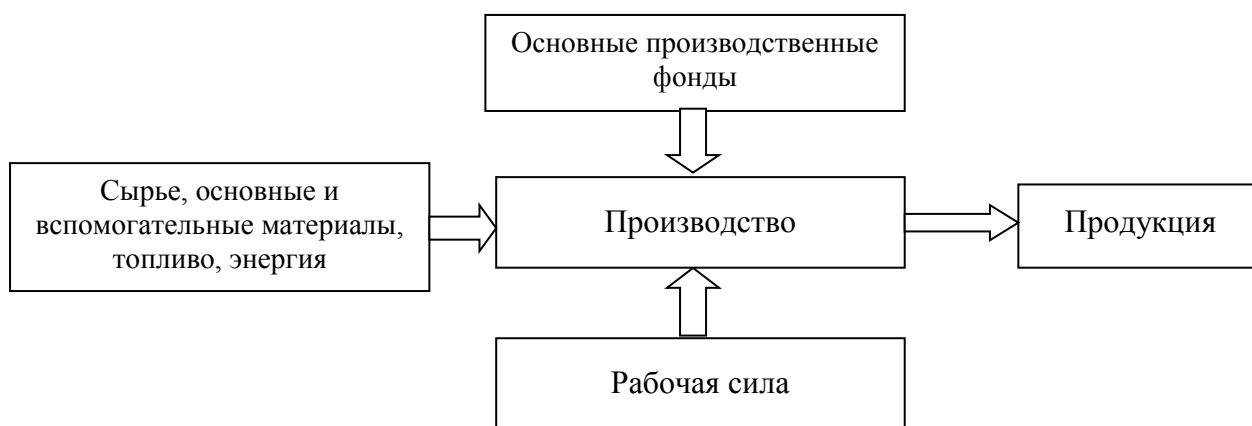 Основные производственные
фонды
Сырье, основные и
вспомогательные материалы,
топливо, энергия
Производство
Продукция
Рабочая сила